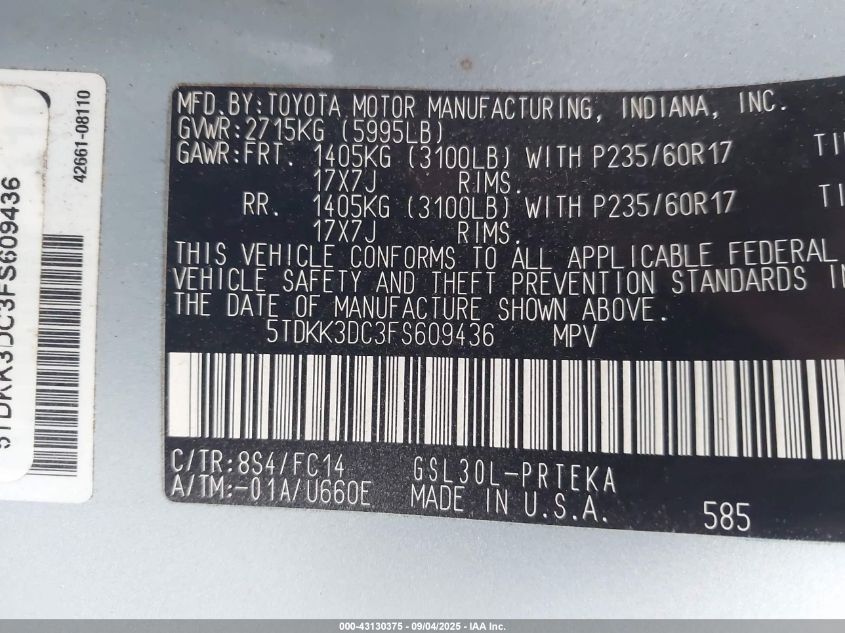 42661-08110
5TDKK3DC3FS609436
MFD.BY:TOYOTA MOTOR MANUFACTURING, INDIANA, INC.
GVWR:2715KG (5995LB)
GAWR:FRT. 1405KG (3100LB) WITH P235/60R17
17X7J RIMS.
RR. 1405KG (3100LB) WITH P235/60R17
17X7J RIMS.
THIS VEHICLE CONFORMS TO ALL APPLICABLE FEDERAL
VEHICLE SAFETY AND THEFT PREVENTION STANDARDS
THE DATE OF MANUFACTURE SHOWN ABOVE.
5TDKK3DC3FS609436 MPV
C/TR:8S4/FC14 GSL30L-PRTEKA
A/TM:-01A/U660E MADE IN U.S.A. 585
000-43130375 - 09/04/2025 - IAA Inc.